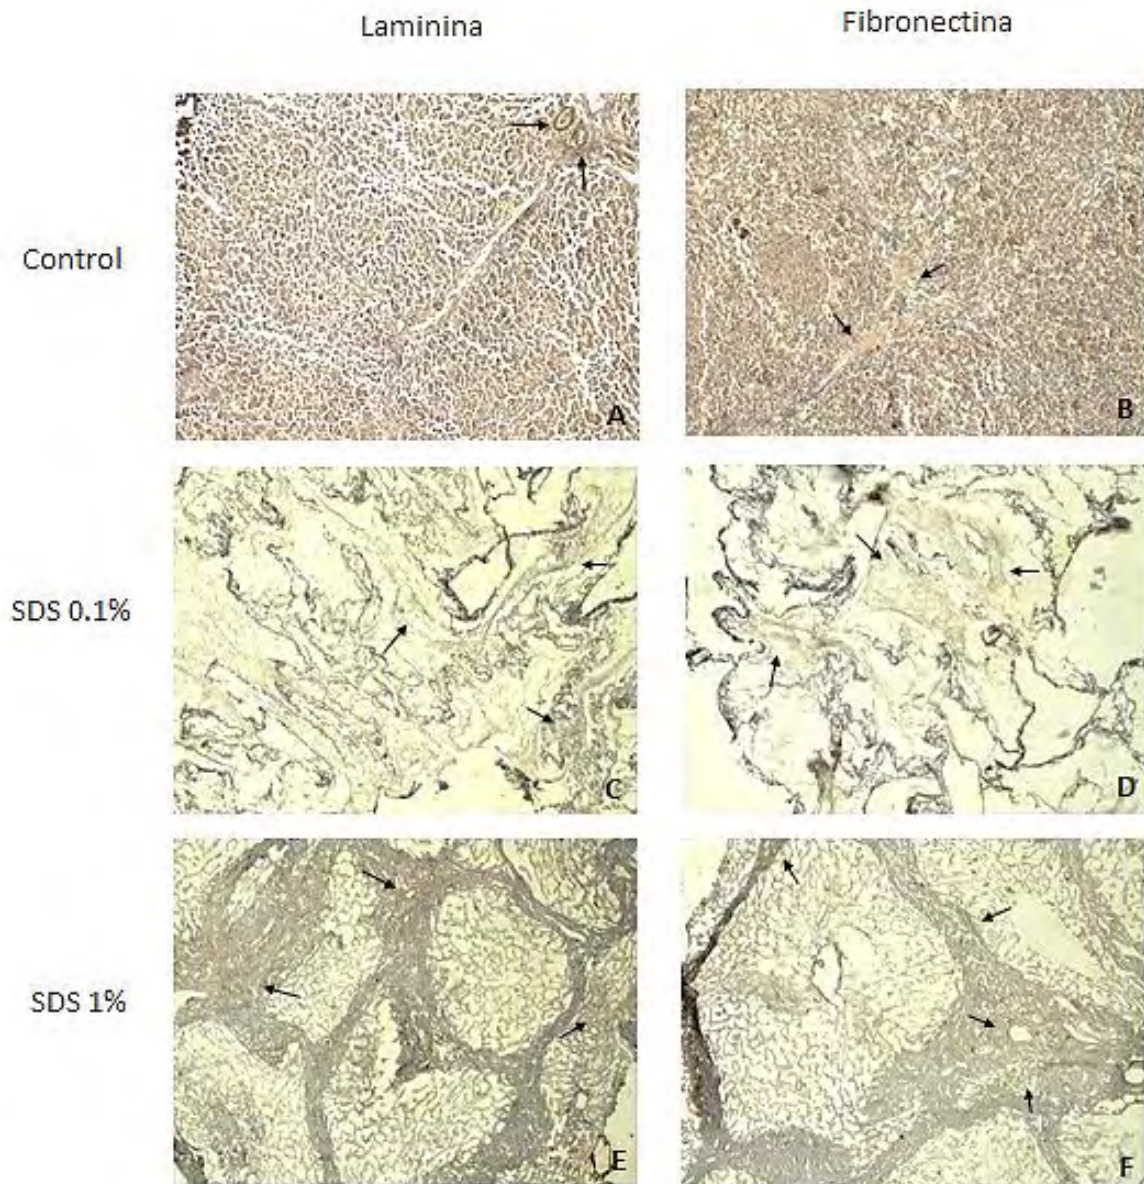 Laminina
Fibronectina
Control
A
B
SDS 0.1%
C
D
SDS 1%
E
F